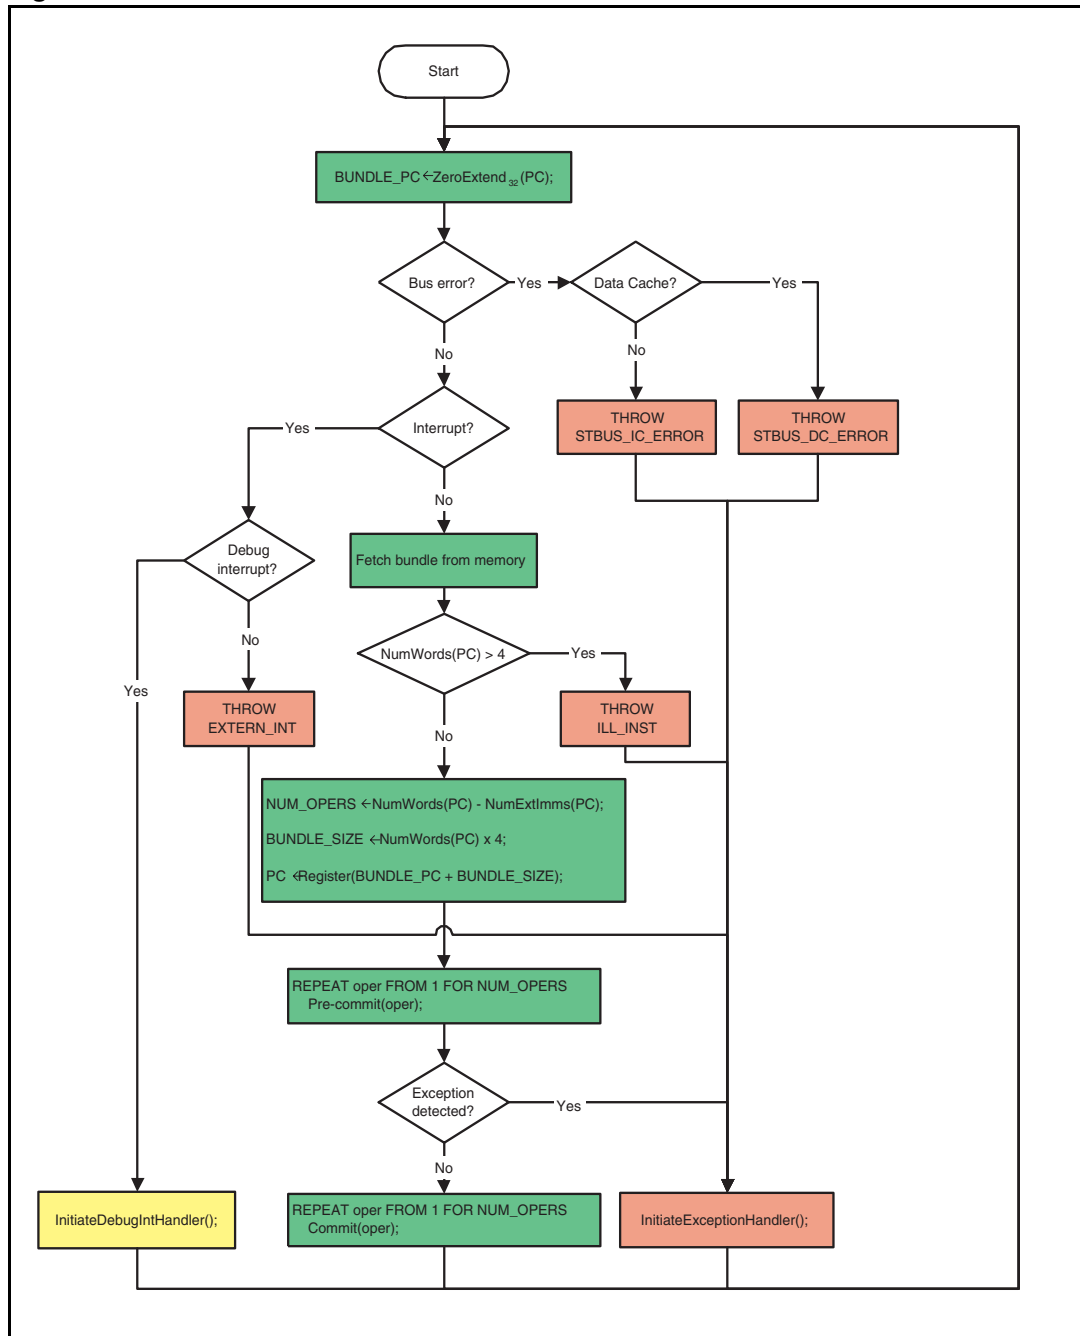 Start
BUNDLE_PC ←ZeroExtend32(PC);
Bus error?
Yes
Data Cache?
Yes
No
No
THROW
STBUS_IC_ERROR
THROW
STBUS_DC_ERROR
Yes
Interrupt?
No
Debug
interrupt?
Fetch bundle from memory
No
NumWords(PC) > 4
Yes
Yes
THROW
EXTERN_INT
THROW
ILL_INST
No
NUM_OPERS ←NumWords(PC) - NumExtImms(PC);
BUNDLE_SIZE ←NumWords(PC) x 4;
PC ←Register(BUNDLE_PC + BUNDLE_SIZE);
REPEAT oper FROM 1 FOR NUM_OPERS
Pre-commit(oper);
Exception
detected?
Yes
No
InitiateDebugIntHandler();
REPEAT oper FROM 1 FOR NUM_OPERS
Commit(oper);
InitiateExceptionHandler();